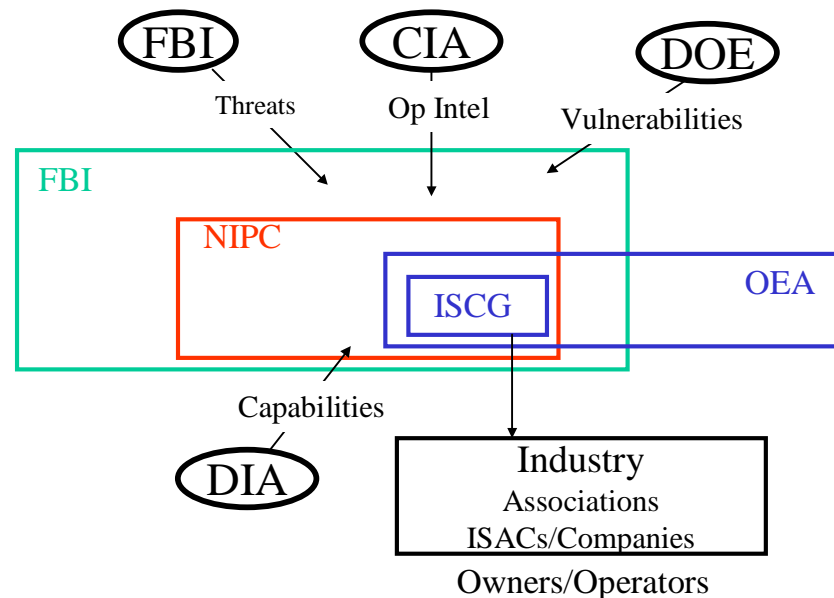 FBI
CIA
DOE
Threats
Op Intel
Vulnerabilities
FBI
NIPC
OEA
ISCG
Capabilities
DIA
Industry
Associations
ISACs/Companies
Owners/Operators